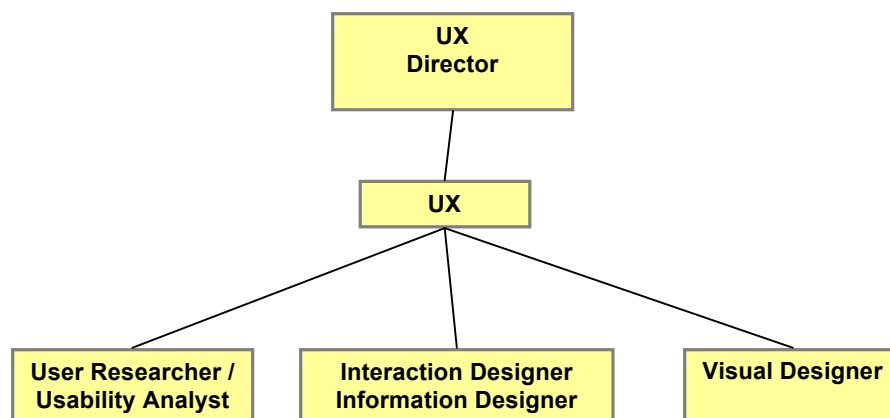 UX
Director
UX
User Researcher /
Usability Analyst
Interaction Designer
Information Designer
Visual Designer